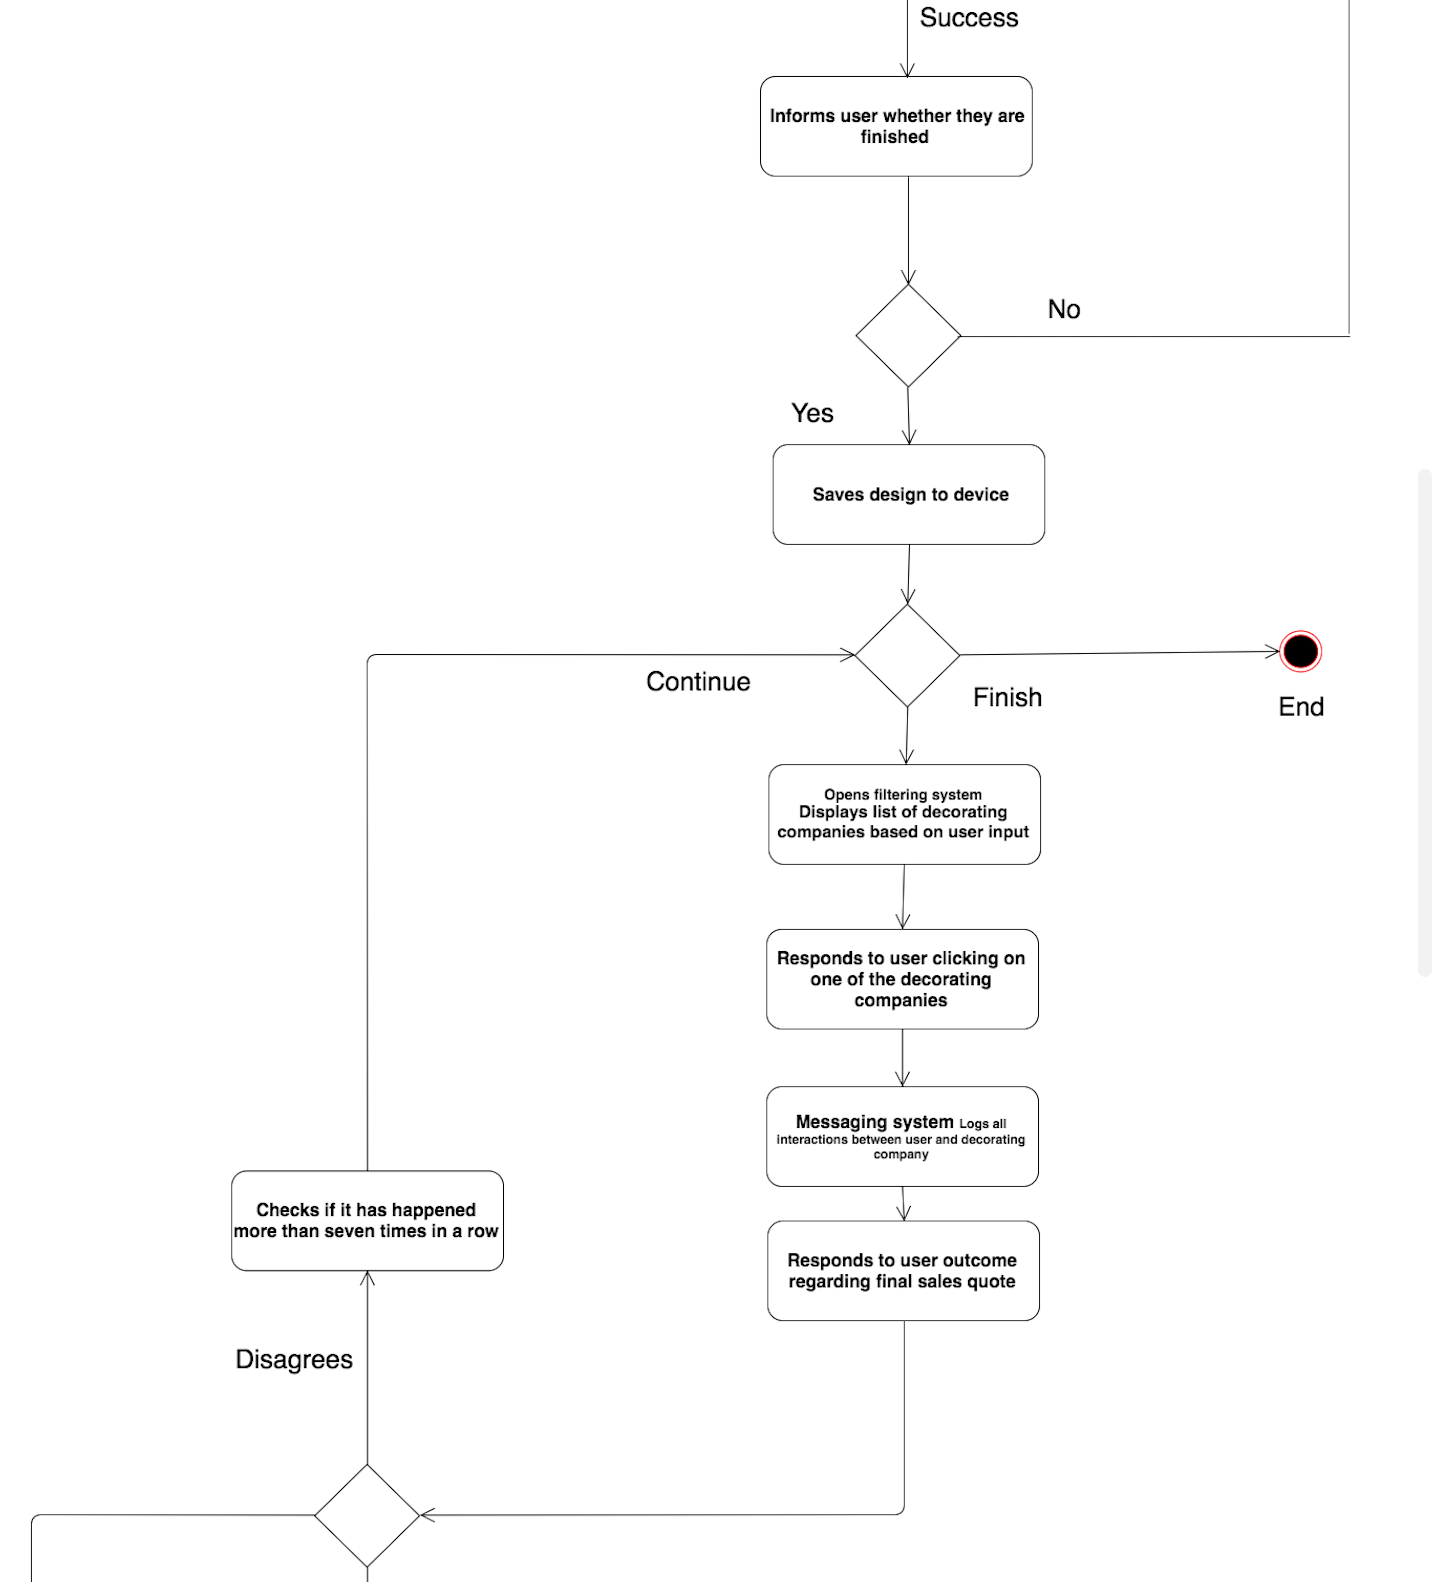 Success
Informs user whether they are
finished
No
Yes
Saves design to device
Continue
Finish
End
Opens filtering system
Displays list of decorating
companies based on user input
Responds to user clicking on
one of the decorating
companies
Messaging system Logs all
interactions between user and decorating
company
Checks if it has happened
more than seven times in a row
Responds to user outcome
regarding final sales quote
Disagrees